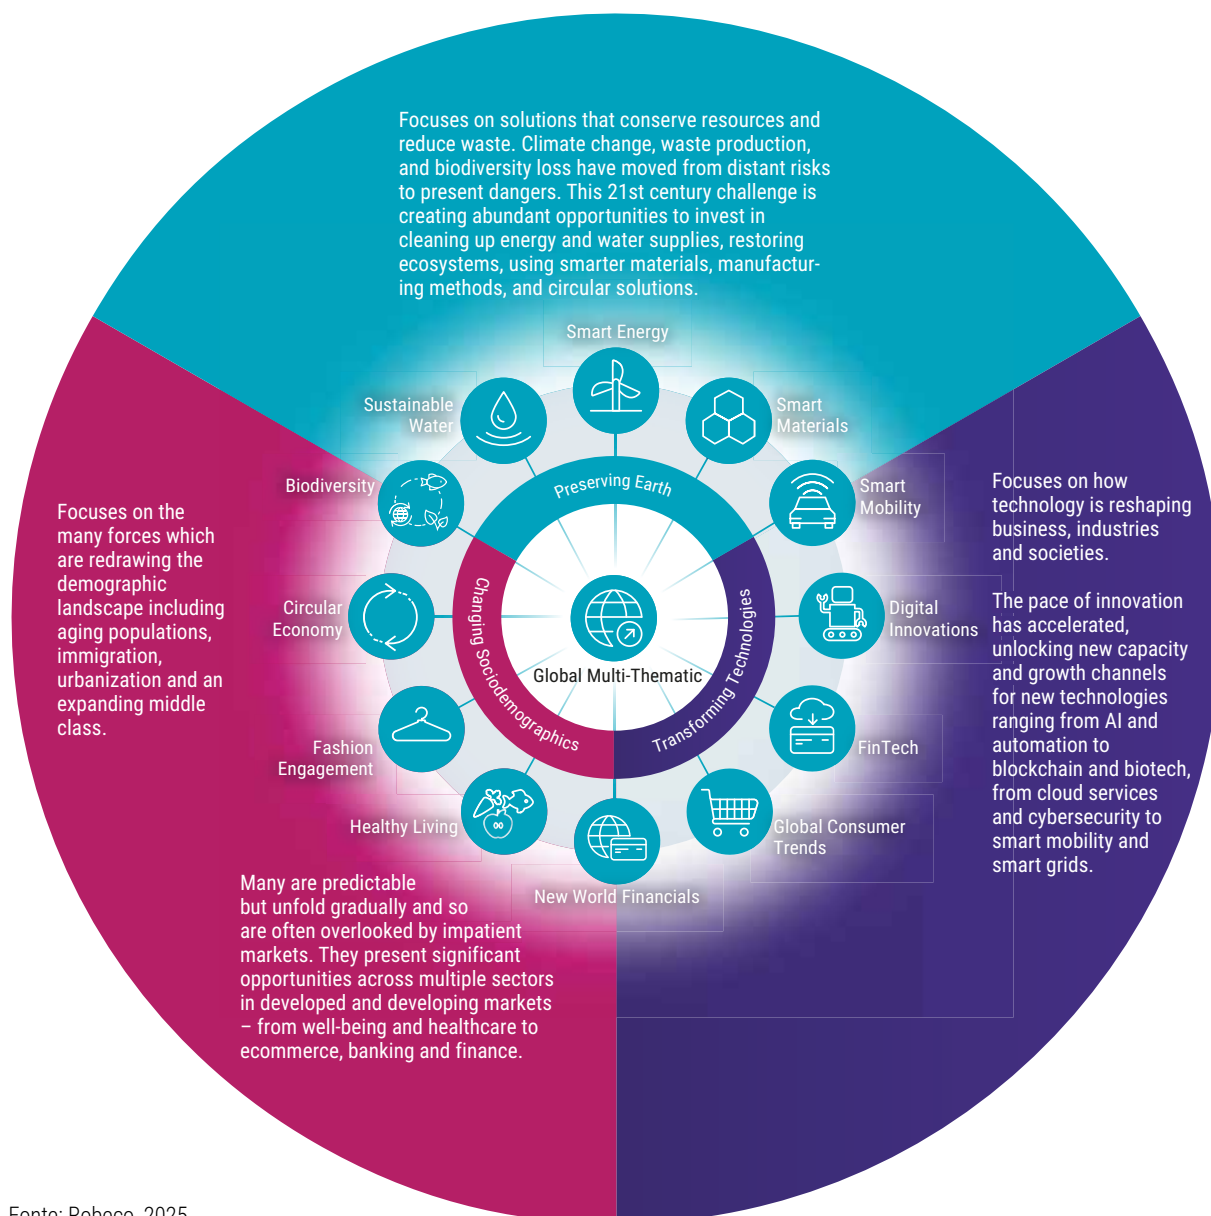 Focuses on solutions that conserve resources and
reduce waste. Climate change, waste production,
and biodiversity loss have moved from distant risks
to present dangers. This 21st century challenge is
creating abundant opportunities to invest in
cleaning up energy and water supplies, restoring
ecosystems, using smarter materials, manufactur-
ing methods, and circular solutions.
Smart Energy
Sustainable
Water
Smart
Materials
Biodiversity
Smart
Mobility
Circular
Economy
Digital
Innovations
Fashion
Engagement
FinTech
Healthy Living
Global Consumer
Trends
New World Financials
Preserving Earth
Changing Sociodemographics
Transforming Technologies
Global Multi-Thematic
Focuses on the
many forces which
are redrawing the
demographic
landscape including
aging populations,
immigration,
urbanization and an
expanding middle
class.
Many are predictable
but unfold gradually and so
are often overlooked by impatient
markets. They present significant
opportunities across multiple sectors
in developed and developing markets
– from well-being and healthcare to
ecommerce, banking and finance.
Focuses on how
technology is reshaping
business, industries
and societies.
The pace of innovation
has accelerated,
unlocking new capacity
and growth channels
for new technologies
ranging from AI and
automation to
blockchain and biotech,
from cloud services
and cybersecurity to
smart mobility and
smart grids.
Fonte: Robeco, 2025